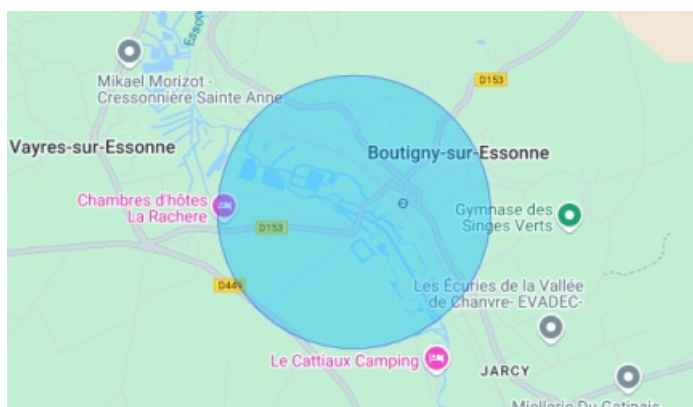 Essonne
Mikael Morizot -
Cressonnière Sainte Anne
D153
Vayres-sur-Essonne
Boutigny-sur-Essonne
Chambres d'hôtes
La Rachere
D153
Gymnase des
Singes Verts
D449
Les Écuries de la Vallée
de Chanvre- EVADEC-
Le Cattiaux Camping
JARCY
Miellerie Du Gatinais